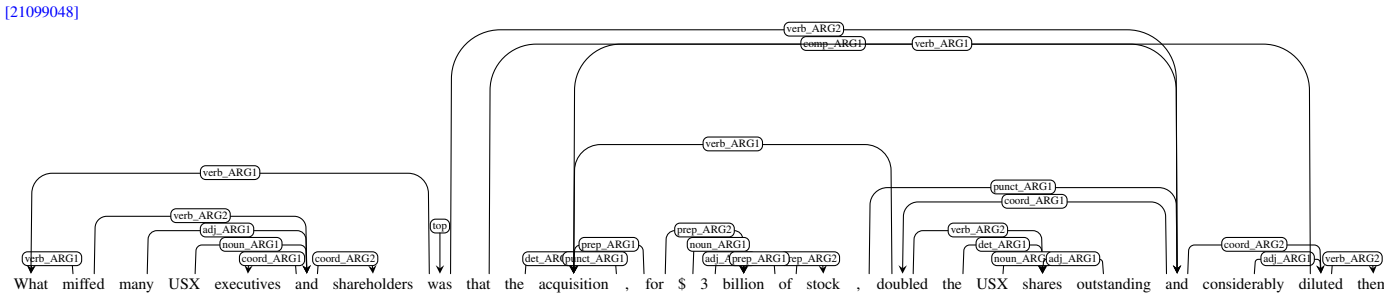 [21099048]
verb_ARG2
comp_ARG1 verb_ARG1
verb_ARG1
verb_ARG1
punct_ARG1
coord_ARG1
verb_ARG2
top
adj_ARG1 prep_ARG2 verb_ARG2
noun_ARG1 prep_ARG1 noun_ARG1 det_ARG1 coord_ARG2
verb_ARG1 coord_ARG1 coord_ARG2 punct_ARG1 prep_ARG1 adj_ARG1 adj_ARG1 verb_ARG2
What miffed many USX executives and shareholders was that the acquisition , for $ 3 billion of stock , doubled the USX shares outstanding and considerably diluted